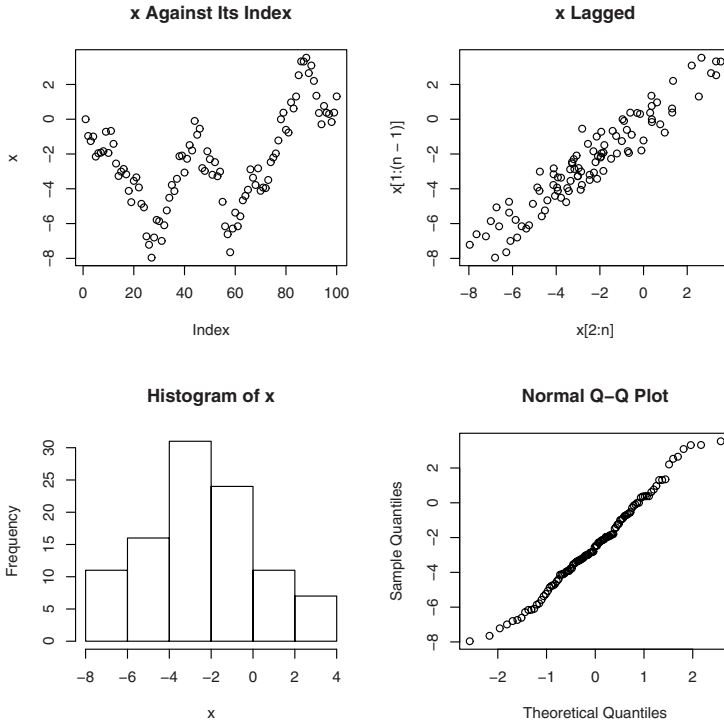 x Against Its Index
x
2
0
−2
−4
−6
−8
0 20 40 60 80 100
Index
x Lagged
x[1:(n − 1)]
2
0
−2
−4
−6
−8
−8 −6 −4 −2 0 2
x[2:n]
Histogram of x
Frequency
30
25
20
15
10
5
0
−8 −6 −4 −2 0 2 4
x
Normal Q−Q Plot
Sample Quantiles
2
0
−2
−4
−6
−8
−2 −1 0 1 2
Theoretical Quantiles